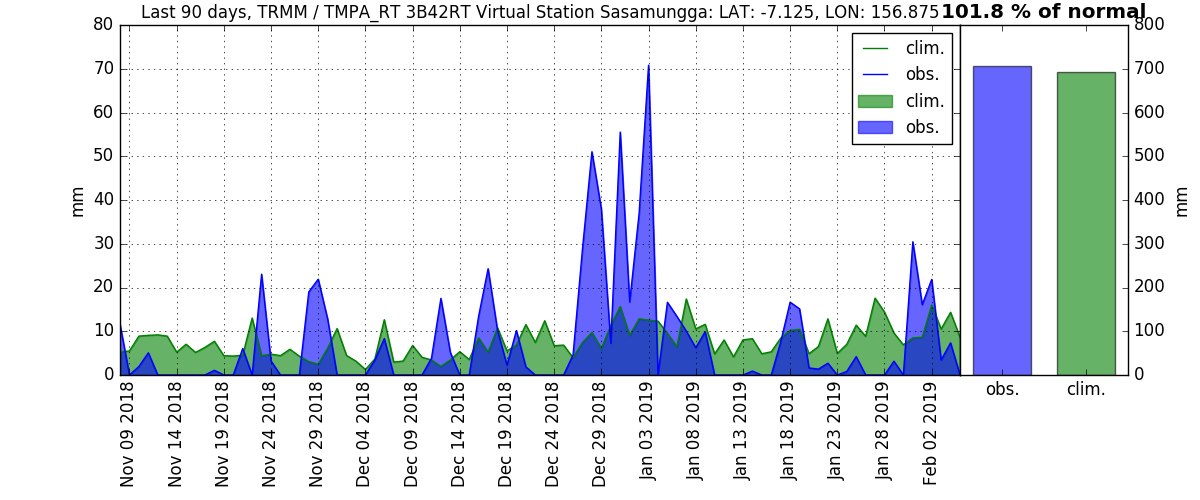 Last 90 days, TRMM / TMPA_RT 3B42RT Virtual Station Sasamungga: LAT: -7.125, LON: 156.875
101.8 % of normal
80
70
60
50
40
30
20
10
0
mm
clim.
obs.
clim.
obs.
800
700
600
500
400
300
200
100
0
mm
obs.
clim.
Nov 09 2018
Nov 14 2018
Nov 19 2018
Nov 24 2018
Nov 29 2018
Dec 04 2018
Dec 09 2018
Dec 14 2018
Dec 19 2018
Dec 24 2018
Dec 29 2018
Jan 03 2019
Jan 08 2019
Jan 13 2019
Jan 18 2019
Jan 23 2019
Jan 28 2019
Feb 02 2019